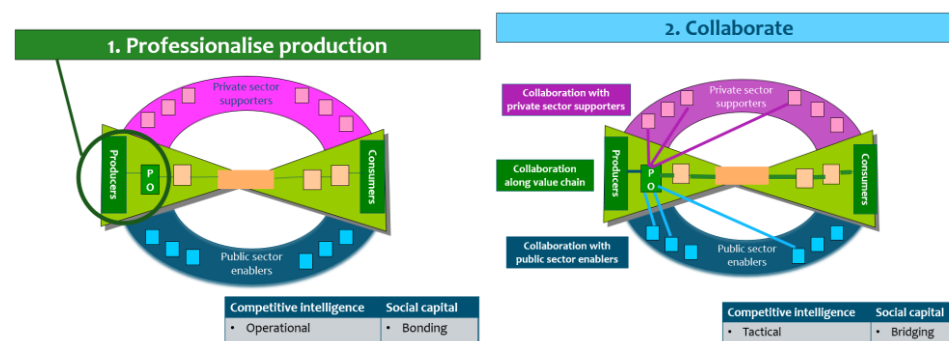 1. Professionalise production
Private sector
supporters
Producers
P
O
Consumers
Public sector
enablers
Competitive intelligence Social capital
• Operational • Bonding
2. Collaborate
Collaboration with
private sector supporters
Private sector
supporters
Producers
Collaboration
along value chain
P
O
Consumers
Collaboration with
public sector enablers
Public sector
enablers
Competitive intelligence Social capital
• Tactical • Bridging